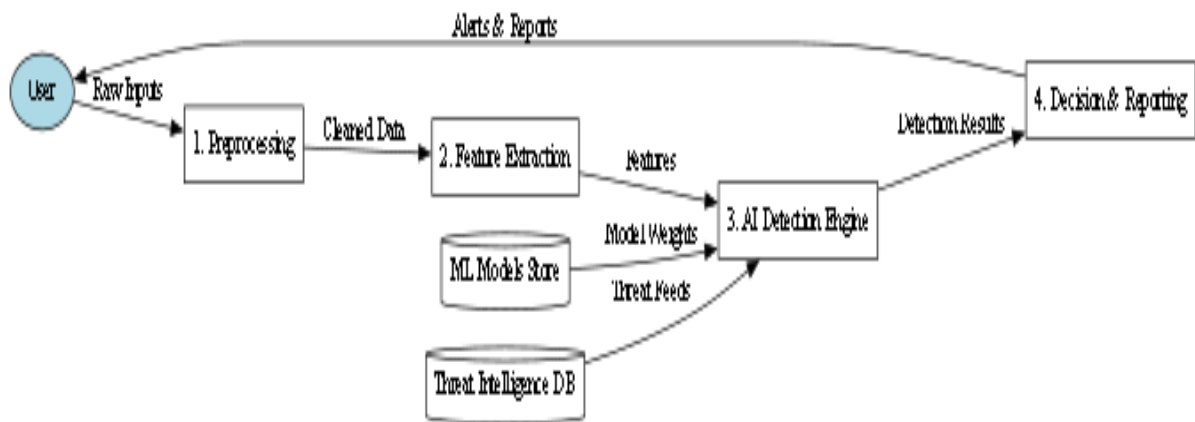 Alerts & Reports
User
Raw Inputs
1. Preprocessing
Cleaned Data
2. Feature Extraction
Features
Detection Results
4. Decision & Reporting
3. AI Detection Engine
Model Weights
ML Models Store
Threat Feeds
Threat Intelligence DB